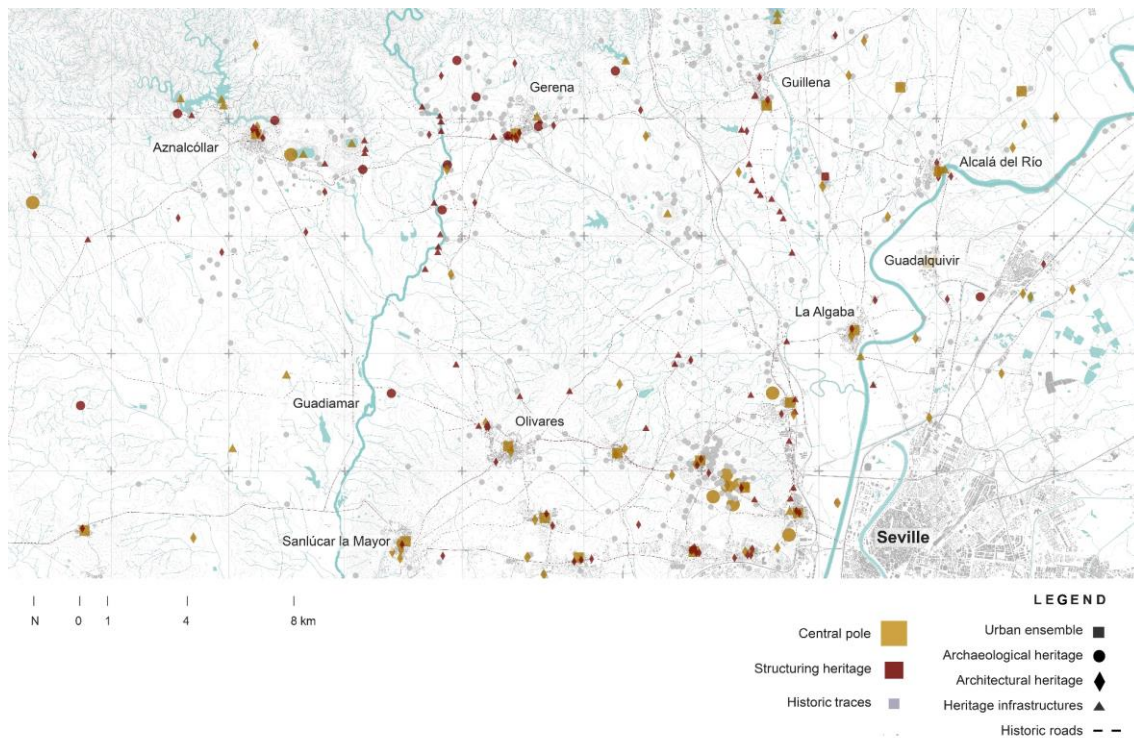 Gerena
Guillena
Aznalcóllar
Alcalá del Río
Guadalquivir
La Algaba
Guadiamar
Olivares
Sanlúcar la Mayor
Seville
N 0 1 4 8 km
LEGEND
Central pole
Urban ensemble
Structuring heritage
Archaeological heritage
Architectural heritage
Historic traces
Heritage infrastructures
Historic roads